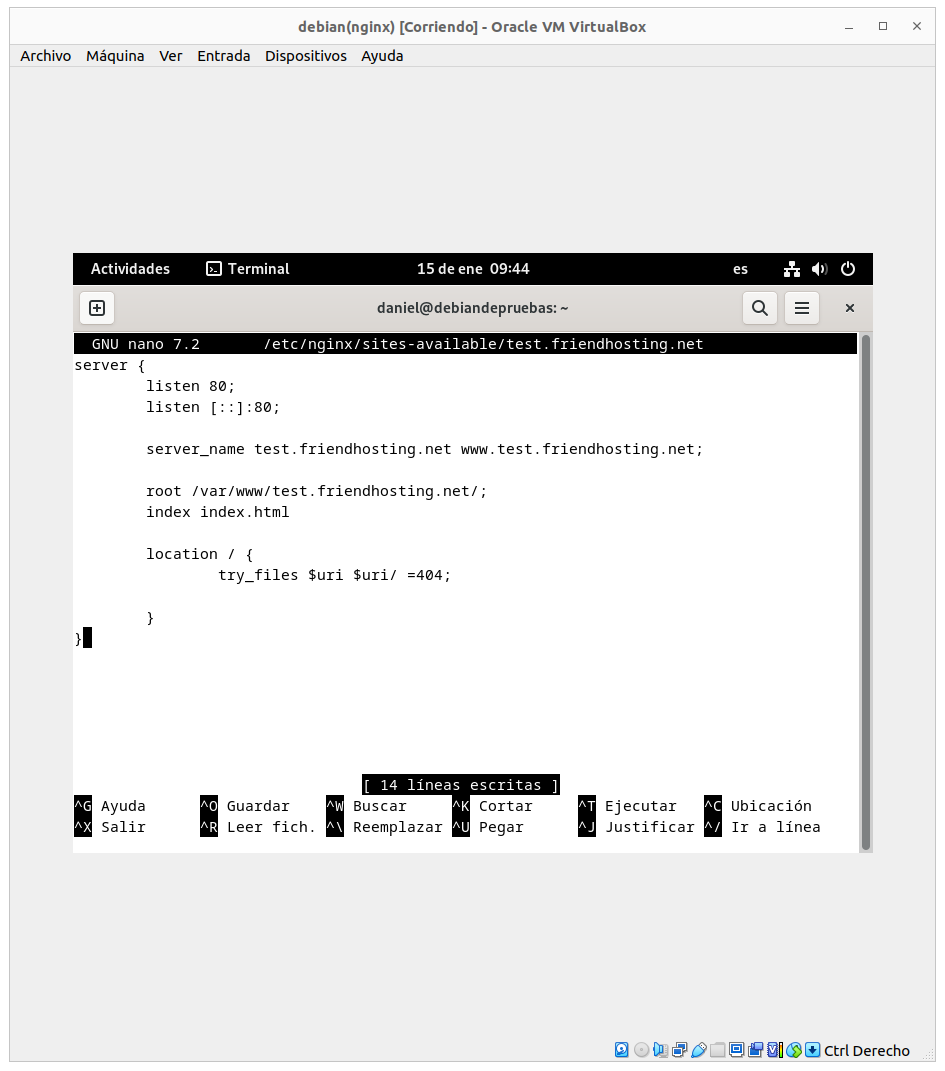 debian(nginx) [Corriendo] - Oracle VM VirtualBox
Archivo Máquina Ver Entrada Dispositivos Ayuda
Actividades Terminal 15 de ene 09:44 es
daniel@debiandepruebas: ~
GNU nano 7.2 /etc/nginx/sites-available/test.friendhosting.net
server {
listen 80;
listen [::]:80;
server_name test.friendhosting.net www.test.friendhosting.net;
root /var/www/test.friendhosting.net/;
index index.html
location / {
try_files $uri $uri/ =404;
}
}
[ 14 líneas escritas ]
^G Ayuda ^O Guardar ^W Buscar ^K Cortar ^T Ejecutar ^C Ubicación
^X Salir ^R Leer fich. ^\ Reemplazar ^U Pegar ^J Justificar ^/ Ir a línea
Ctrl Derecho